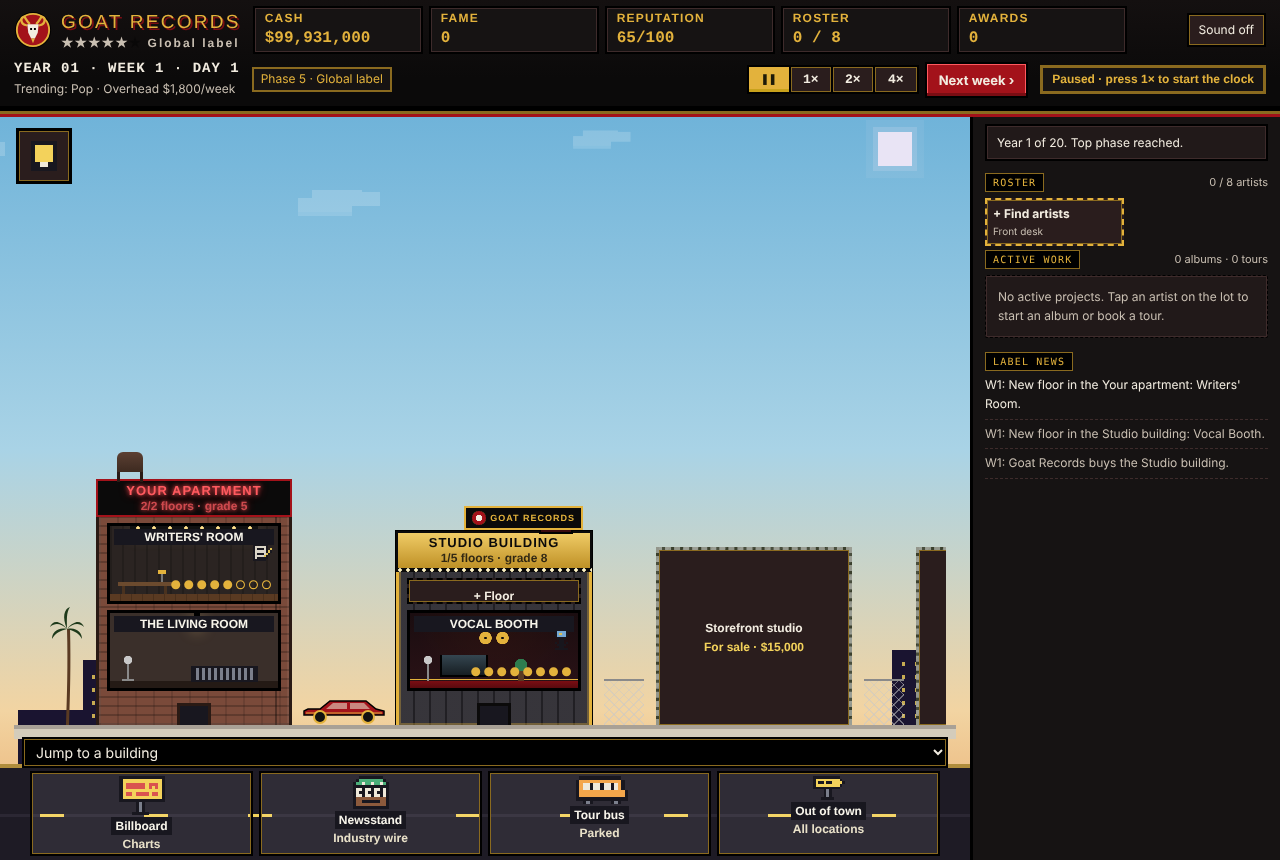 GOAT RECORDS
★★★★★ Global label
YEAR 01 · WEEK 1 · DAY 1
Trending: Pop · Overhead $1,800/week
CASH
$99,931,000
FAME
0
REPUTATION
65/100
ROSTER
0 / 8
AWARDS
0
Sound off
Phase 5 · Global label
1×
2×
4×
Next week ›
Paused · press 1× to start the clock
YOUR APARTMENT
2/2 floors · grade 5
WRITERS' ROOM
THE LIVING ROOM
GOAT RECORDS
STUDIO BUILDING
1/5 floors · grade 8
+ Floor
VOCAL BOOTH
Storefront studio
For sale · $15,000
Jump to a building
Billboard
Charts
Newsstand
Industry wire
Tour bus
Parked
Out of town
All locations
Year 1 of 20. Top phase reached.
ROSTER
0 / 8 artists
+ Find artists
Front desk
ACTIVE WORK
0 albums · 0 tours
No active projects. Tap an artist on the lot to
start an album or book a tour.
LABEL NEWS
W1: New floor in the Your apartment: Writers'
Room.
W1: New floor in the Studio building: Vocal Booth.
W1: Goat Records buys the Studio building.